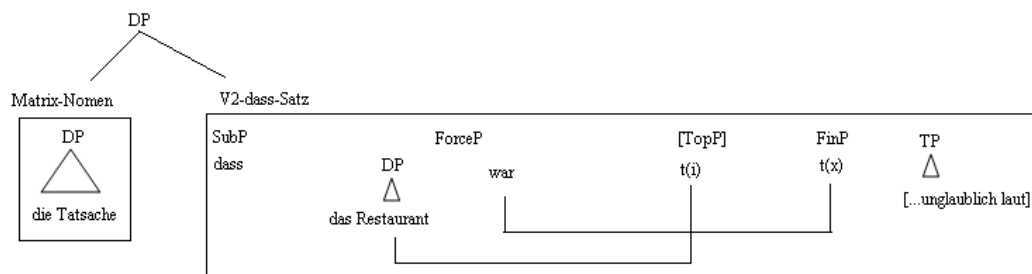 DP
Matrix-Nomen V2-dass-Satz
DP SubP ForceP [TopP] FinP TP
dass DP war t(i) t(x)
die Tatsache das Restaurant [...unglaublich laut]